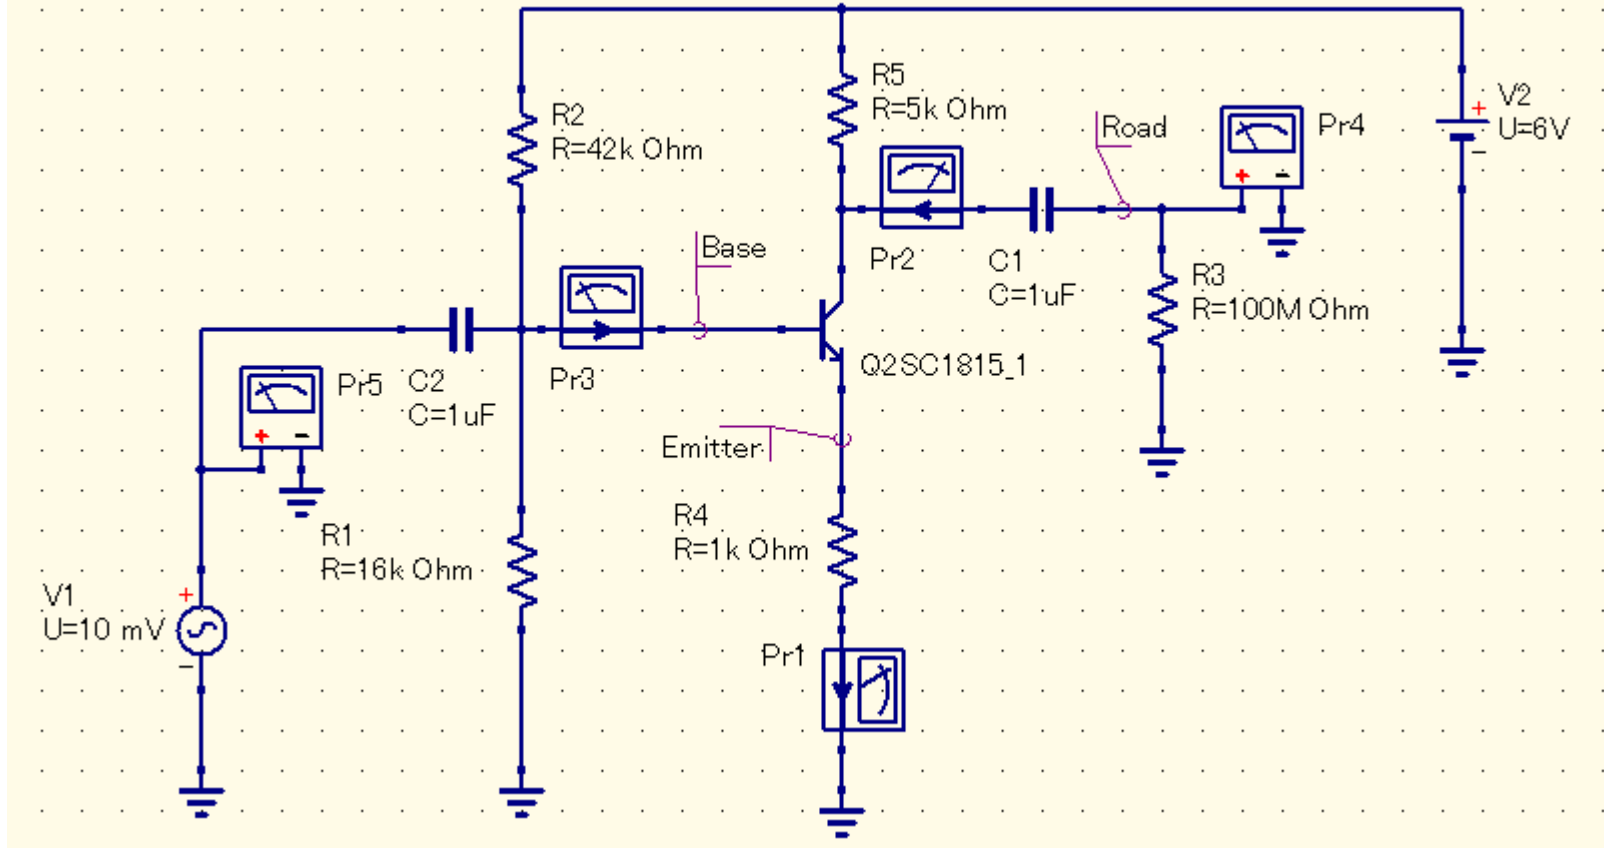 R5
R=5k Ohm
R2
R=42k Ohm
Road
Pr4
V2
U=6V
+
-
+
-
Base
Pr2
C1
C=1uF
R3
R=100M Ohm
Pr3
Q2SC1815_1
Pr5
C2
C=1uF
+
-
Emitter
R1
R=16k Ohm
R4
R=1k Ohm
V1
U=10 mV
+
-
Pr1